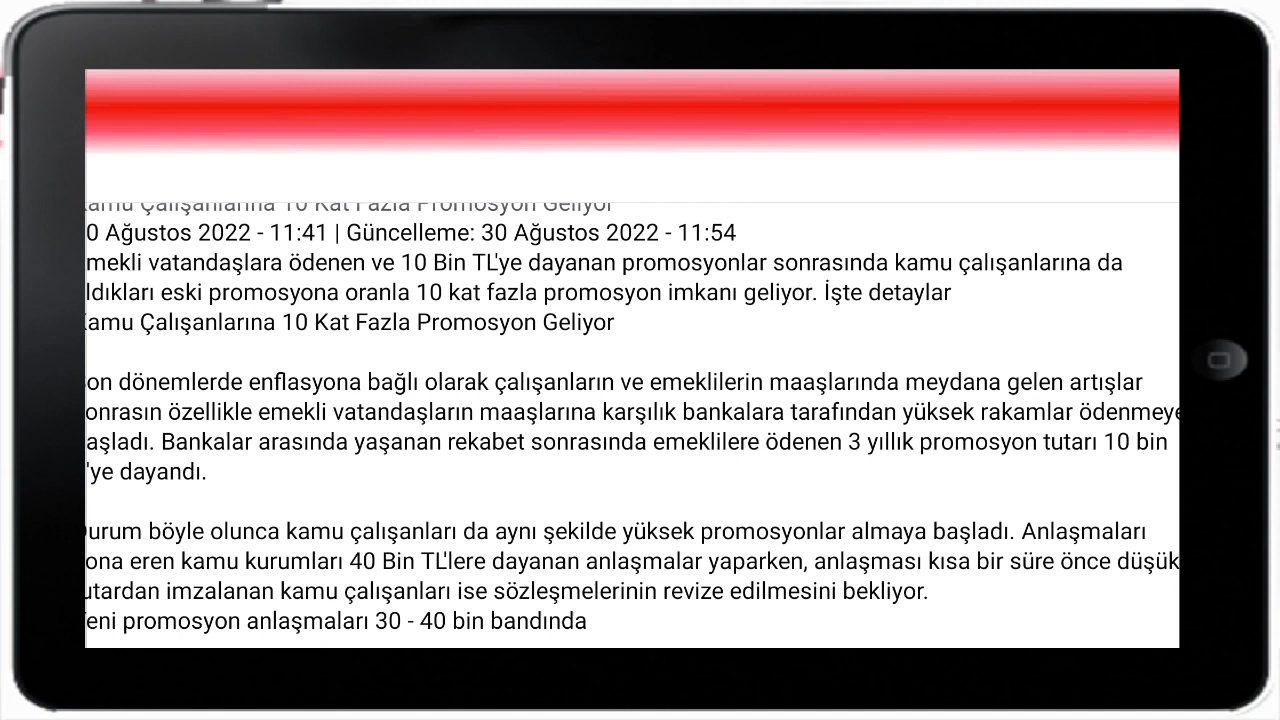 Kamu Çalışanlarına 10 Kat Fazla Promosyon Geliyor
0 Ağustos 2022 - 11:41 | Güncelleme: 30 Ağustos 2022 - 11:54
mekli vatandaşlara ödenen ve 10 Bin TL'ye dayanan promosyonlar sonrasında kamu çalışanlarına da
ldıkları eski promosyona oranla 10 kat fazla promosyon imkanı geliyor. İşte detaylar
Kamu Çalışanlarına 10 Kat Fazla Promosyon Geliyor
on dönemlerde enflasyona bağlı olarak çalışanların ve emeklilerin maaşlarında meydana gelen artışlar
onrasın özellikle emekli vatandaşların maaşlarına karşılık bankalara tarafından yüksek rakamlar ödenmeye
aşladı. Bankalar arasında yaşanan rekabet sonrasında emeklilere ödenen 3 yıllık promosyon tutarı 10 bin
'ye dayandı.
Durum böyle olunca kamu çalışanları da aynı şekilde yüksek promosyonlar almaya başladı. Anlaşmaları
ona eren kamu kurumları 40 Bin TL'lere dayanan anlaşmalar yaparken, anlaşması kısa bir süre önce düşük
utardan imzalanan kamu çalışanları ise sözleşmelerinin revize edilmesini bekliyor.
Yeni promosyon anlaşmaları 30 - 40 bin bandında